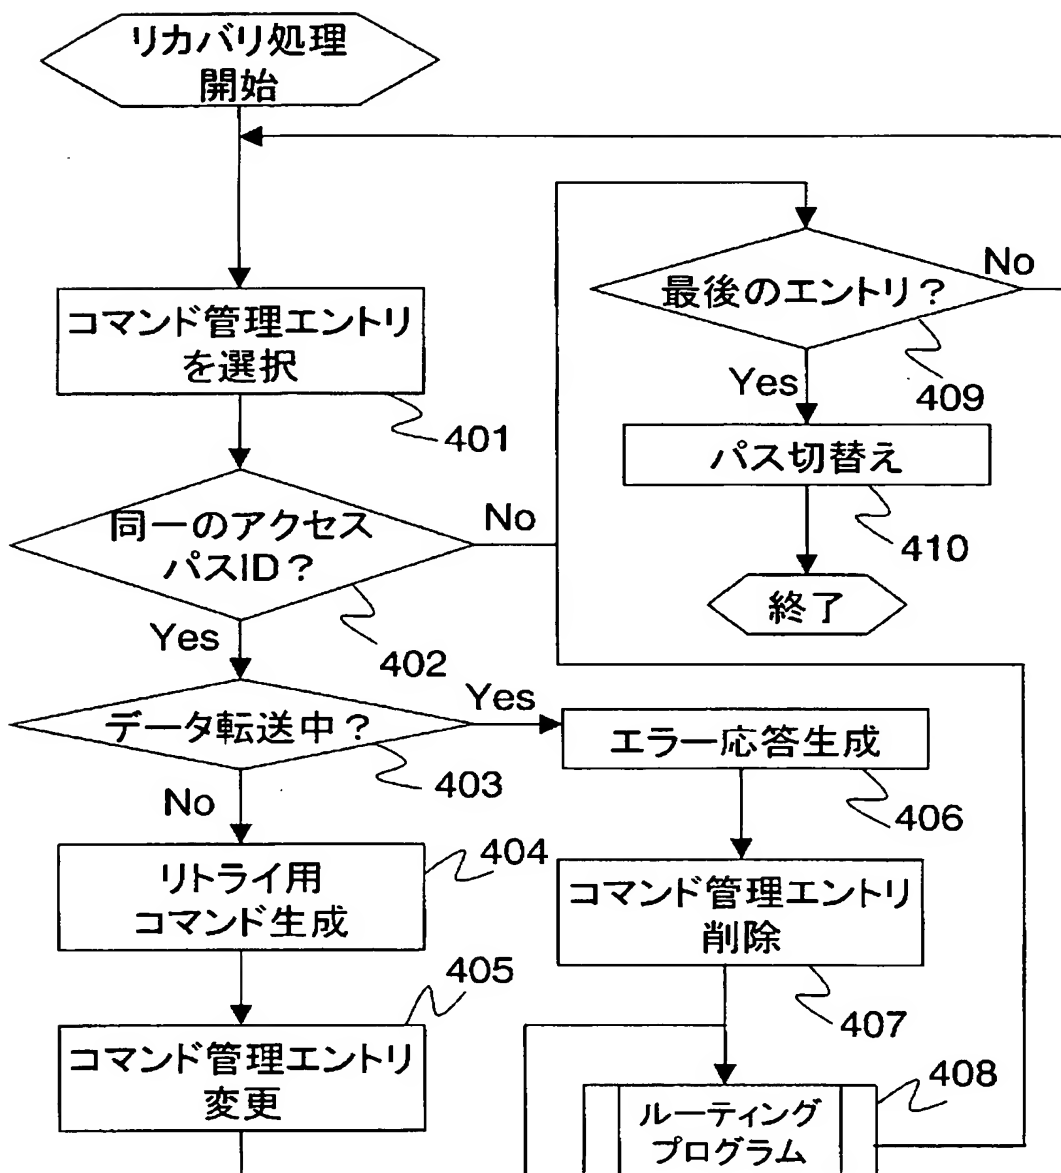 リカバリ処理
開始
コマンド管理エントリ
を選択
401
同一のアクセス
パスID?
No
Yes
402
データ転送中?
Yes
403
No
リトライ用
コマンド生成
404
405
コマンド管理エントリ
変更
エラー応答生成
406
コマンド管理エントリ
削除
407
408
ルーティング
プログラム
最後のエントリ?
No
409
Yes
パス切替え
410
終了